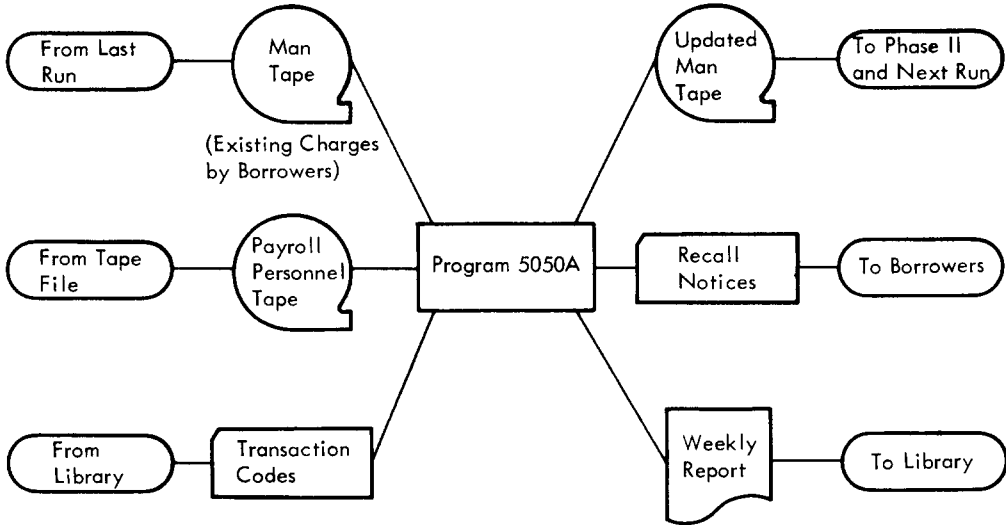 From Last
Run
Man
Tape
(Existing Charges
by Borrowers)
Updated
Man
Tape
To Phase II
and Next Run
From Tape
File
Payroll
Personnel
Tape
Program 5050A
Recall
Notices
To Borrowers
From
Library
Transaction
Codes
Weekly
Report
To Library